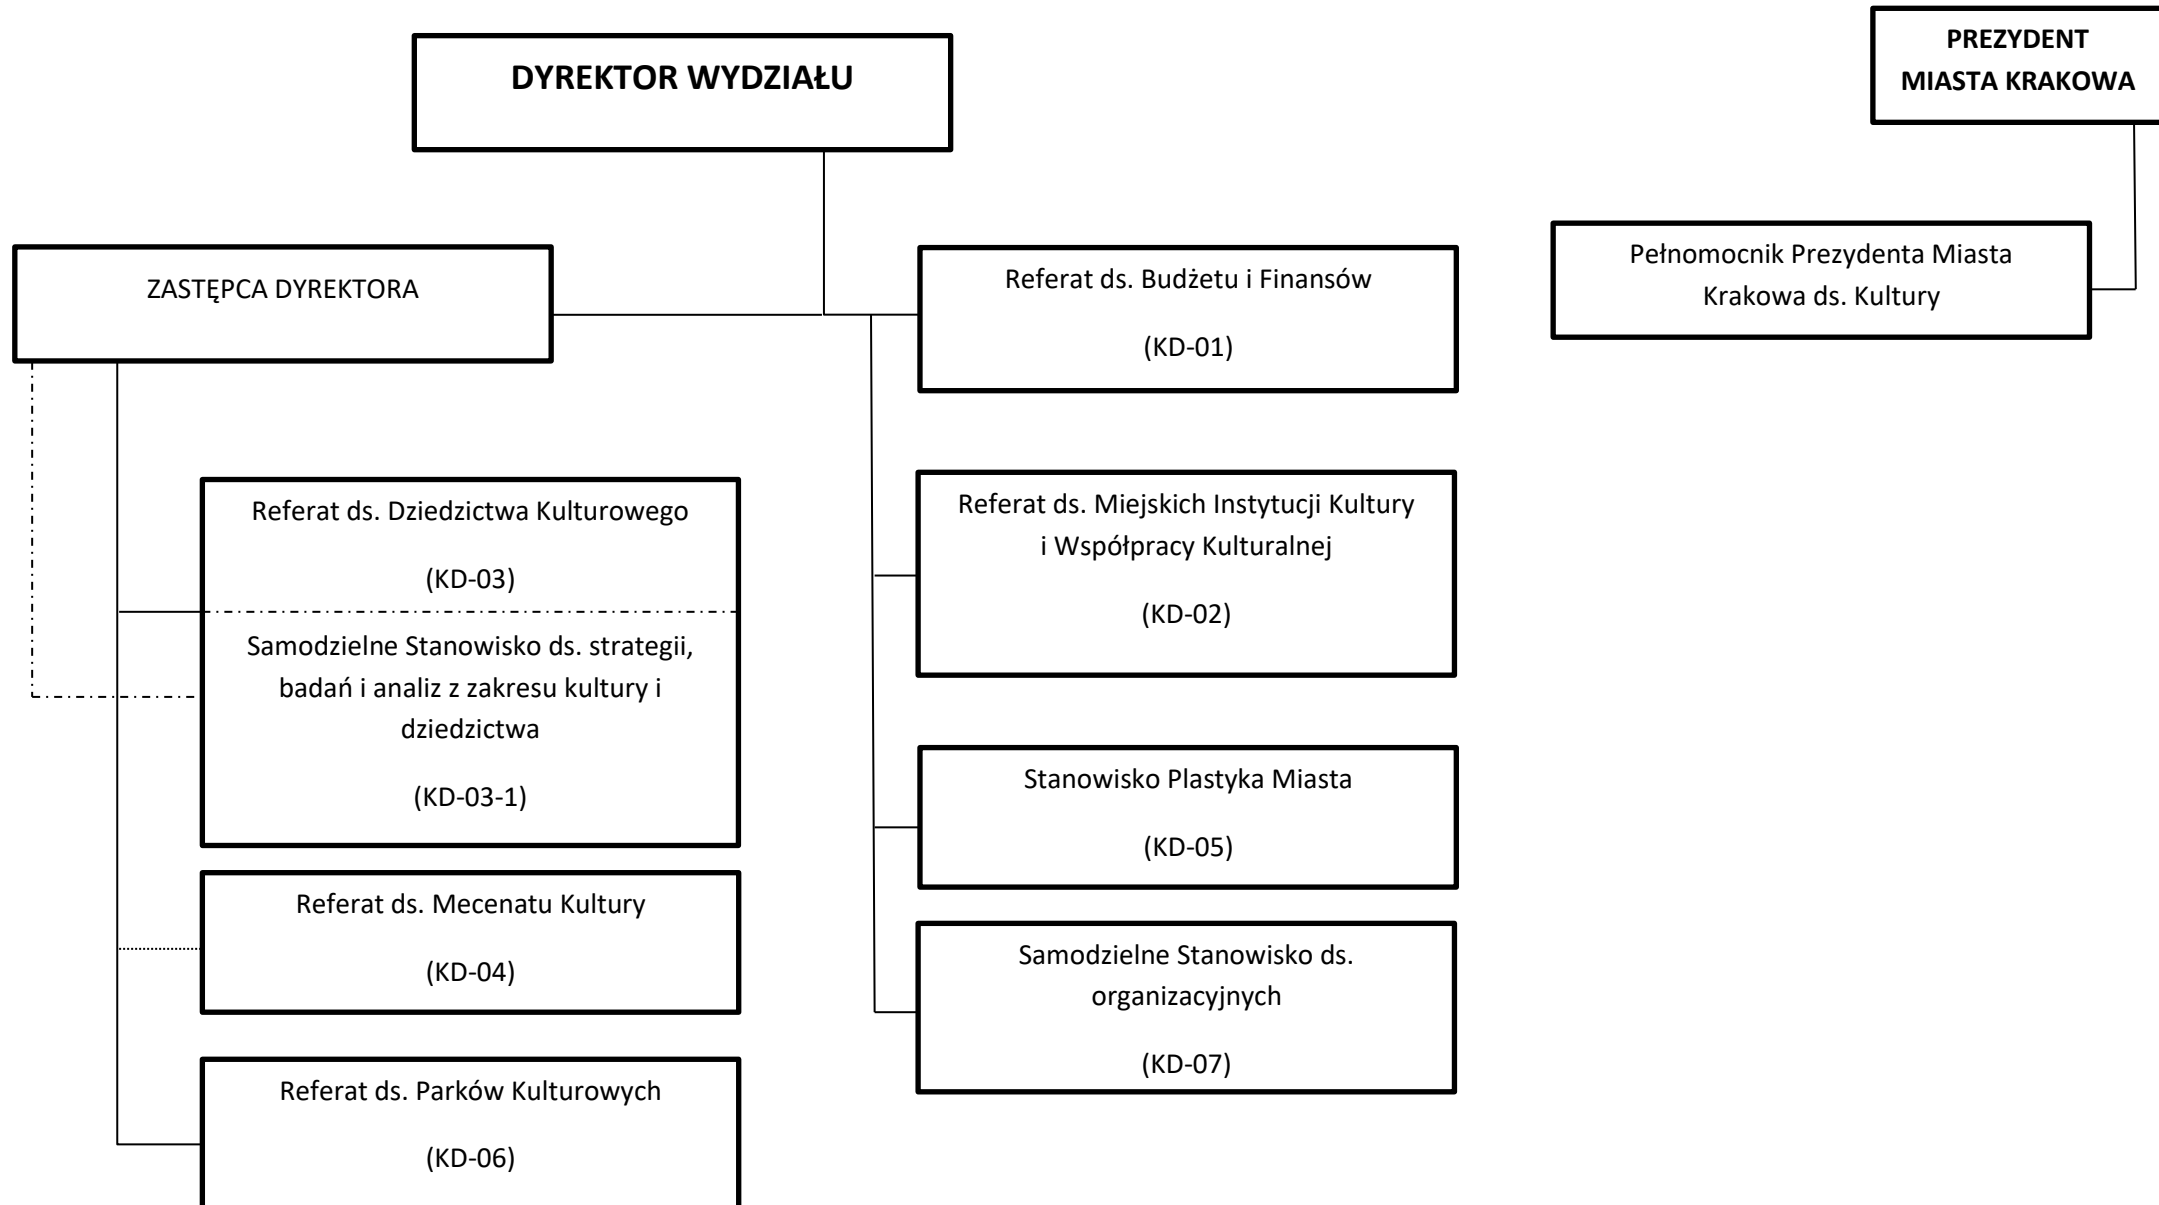 DYREKTOR WYDZIAŁU
PREZYDENT
MIASTA KRAKOWA
ZASTĘPCA DYREKTORA
Referat ds. Budżetu i Finansów
(KD-01)
Pełnomocnik Prezydenta Miasta
Krakowa ds. Kultury
Referat ds. Dziedzictwa Kulturowego
(KD-03)
Samodzielne Stanowisko ds. strategii,
badań i analiz z zakresu kultury i
dziedzictwa
(KD-03-1)
Referat ds. Mecenatu Kultury
(KD-04)
Referat ds. Parków Kulturowych
(KD-06)
Referat ds. Miejskich Instytucji Kultury
i Współpracy Kulturalnej
(KD-02)
Stanowisko Plastyka Miasta
(KD-05)
Samodzielne Stanowisko ds.
organizacyjnych
(KD-07)